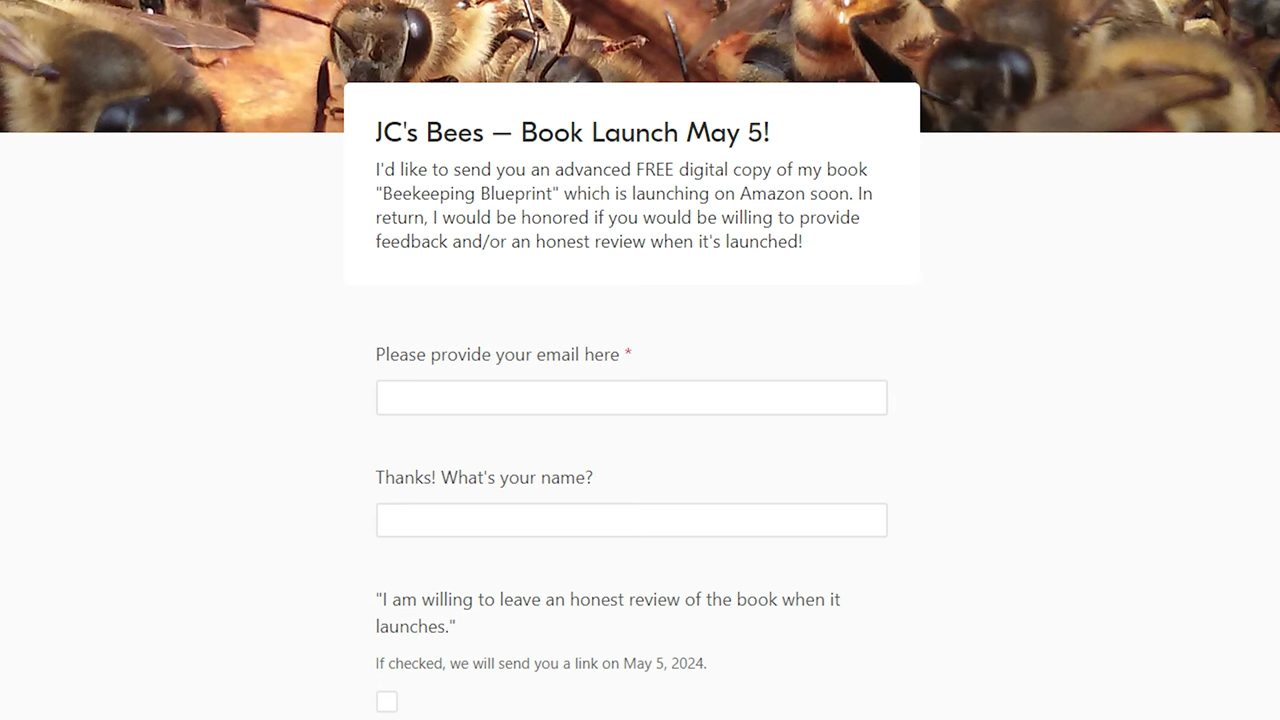 JC's Bees — Book Launch May 5!
I'd like to send you an advanced FREE digital copy of my book
"Beekeeping Blueprint" which is launching on Amazon soon. In
return, I would be honored if you would be willing to provide
feedback and/or an honest review when it's launched!
Please provide your email here *
Thanks! What's your name?
"I am willing to leave an honest review of the book when it
launches."
If checked, we will send you a link on May 5, 2024.